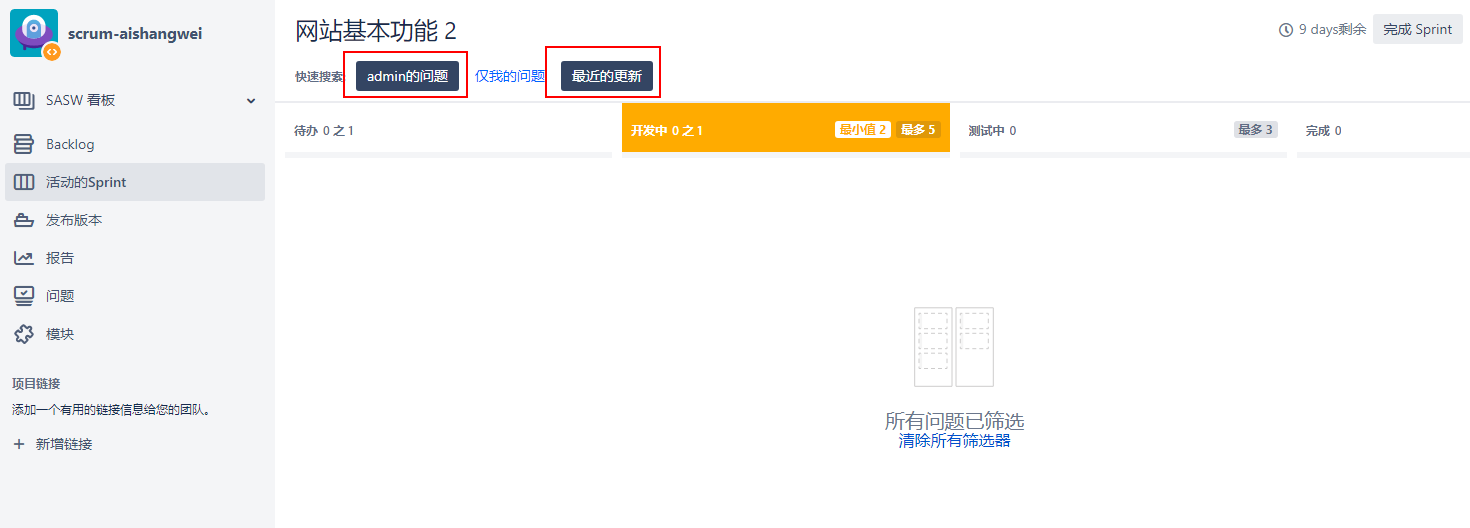 scrum-aishangwei
SASW 看板
Backlog
活动的Sprint
发布版本
报告
问题
模块
项目链接
添加一个有用的链接信息给您的团队。
+ 新增链接
网站基本功能 2
9 days剩余 完成 Sprint
快速搜索 admin的问题 仅我的问题 最近的更新
待办 0 之 1 开发中 0 之 1 最小值 2 最多 5 测试中 0 最多 3 完成 0
所有问题已筛选
清除所有筛选器